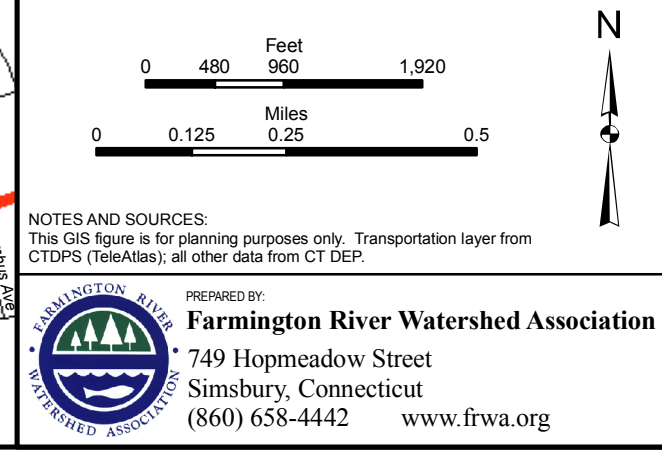 N
Feet
0 480 960 1,920
Miles
0 0.125 0.25 0.5
NOTES AND SOURCES:
This GIS figure is for planning purposes only. Transportation layer from
CTDPS (TeleAtlas); all other data from CT DEP.
PREPARED BY:
Farmington River Watershed Association
749 Hopmeadow Street
Simsbury, Connecticut
(860) 658-4442 www.frwa.org
FARMINGTON RIVER
WATERSHED ASSOCIATION
Ave